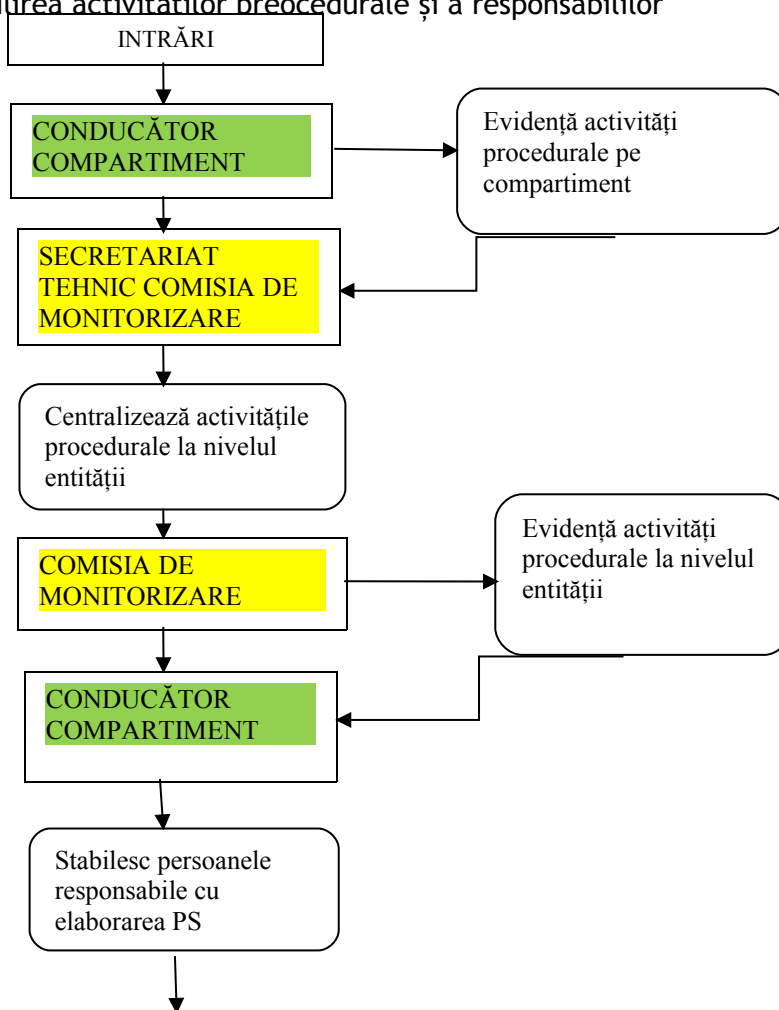 activităților preocedurale și a responsabililor
INTRĂRI
CONDUCĂTOR
COMPARTIMENT
Evidență activități
procedurale pe
compartiment
SECRETARIAT
TEHNIC COMISIA DE
MONITORIZARE
Centralizează activitățile
procedurale la nivelul
entității
COMISIA DE
MONITORIZARE
Evidență activități
procedurale la nivelul
entității
CONDUCĂTOR
COMPARTIMENT
Stabilesc persoanele
responsabile cu
elaborarea PS